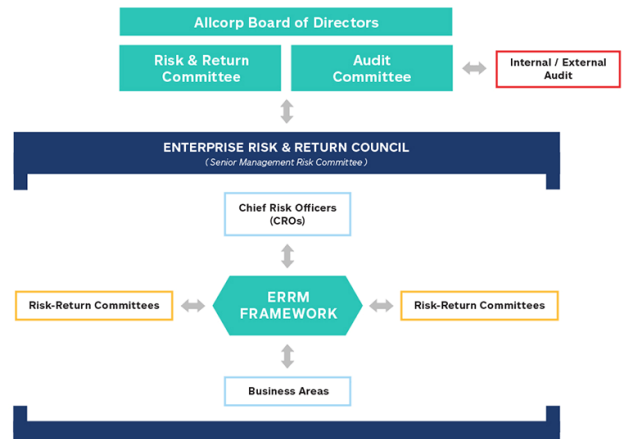 Allcorp Board of Directors
Risk & Return
Committee
Audit
Committee
Internal / External
Audit
ENTERPRISE RISK & RETURN COUNCIL
( Senior Management Risk Committee )
Chief Risk Officers
(CROs)
Risk-Return Committees
ERRM
FRAMEWORK
Risk-Return Committees
Business Areas